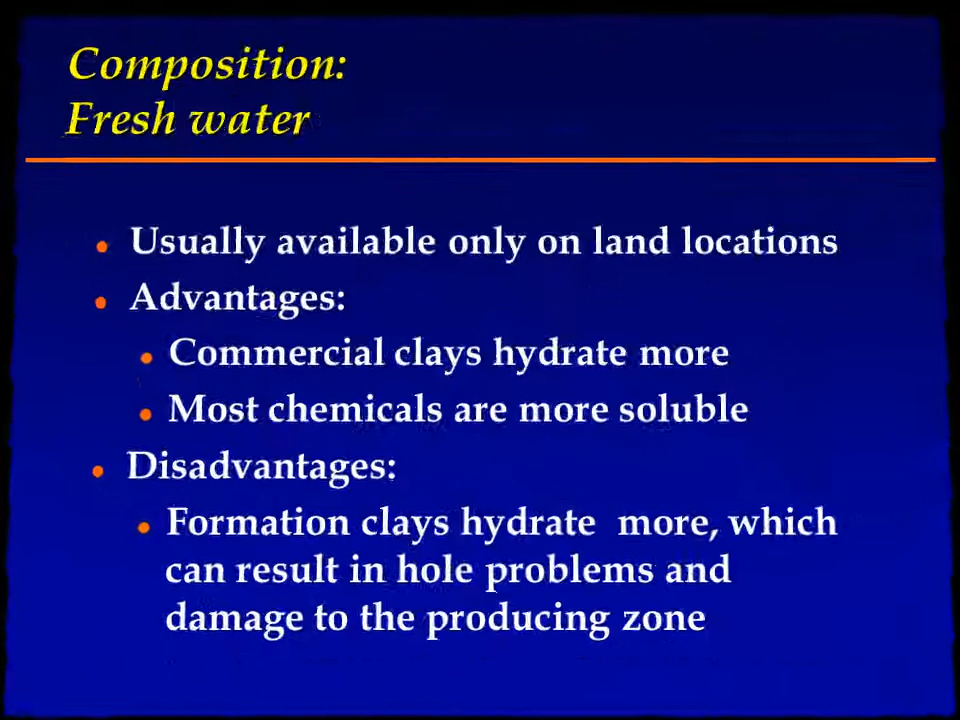 Composition:
Fresh water
Usually available only on land locations
Advantages:
Commercial clays hydrate more
Most chemicals are more soluble
Disadvantages:
Formation clays hydrate more, which
can result in hole problems and
damage to the producing zone